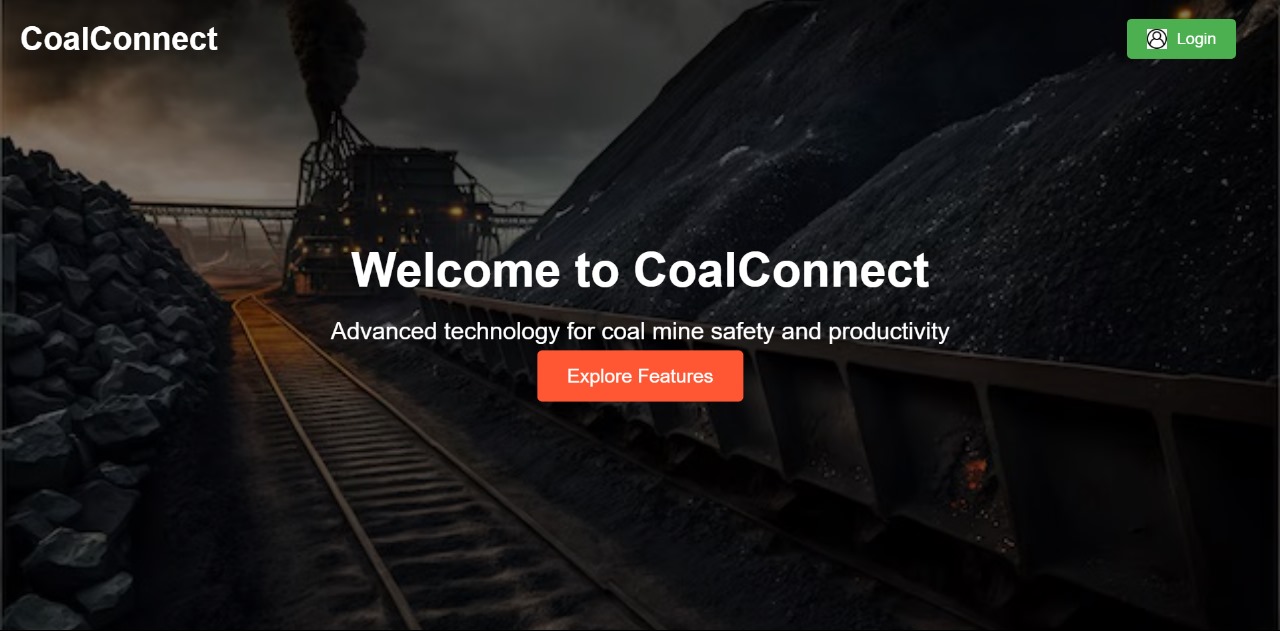 CoalConnect
Login
Welcome to CoalConnect
Advanced technology for coal mine safety and productivity
Explore Features